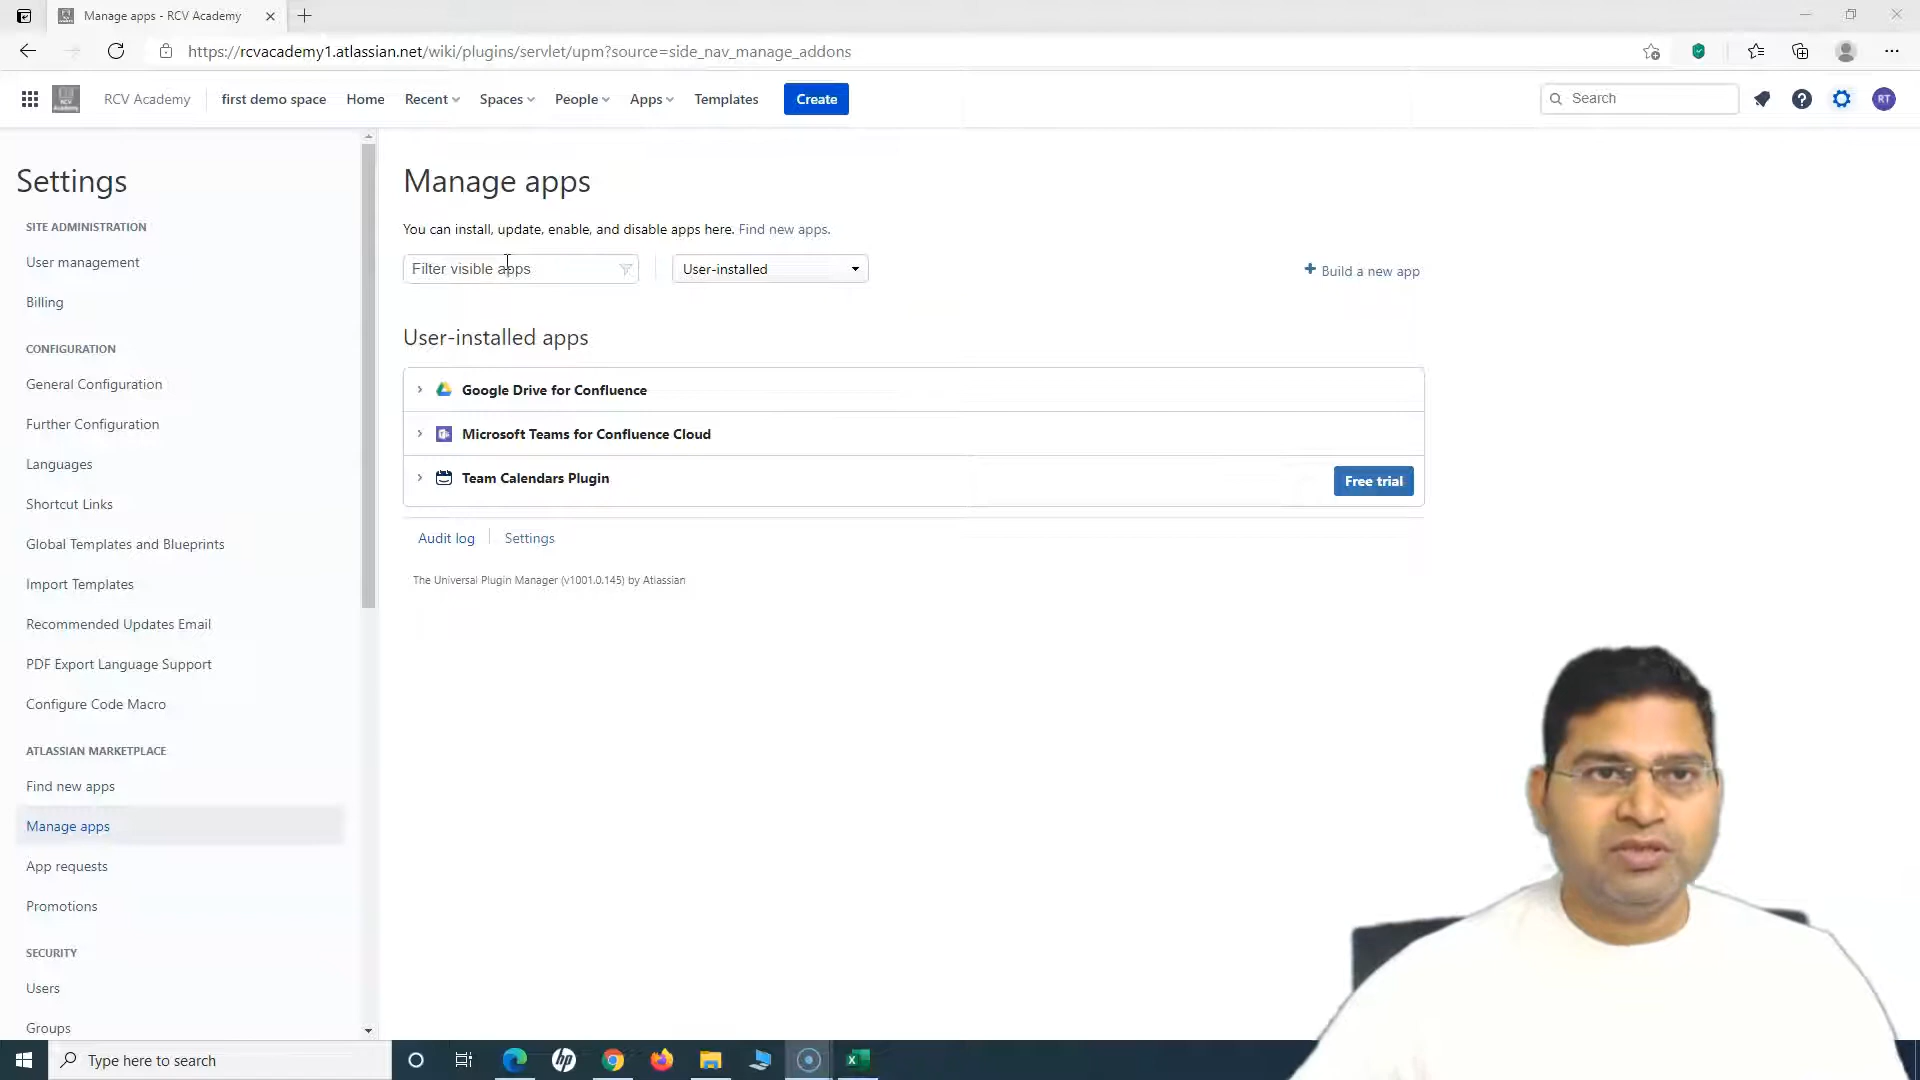 Manage apps - RCV Academy
https://rcvacademy1.atlassian.net/wiki/plugins/servlet/upm?source=side_nav_manage_addons
RCV Academy
first demo space
Home
Recent
Spaces
People
Apps
Templates
Create
Search
RT
Settings
SITE ADMINISTRATION
User management
Billing
CONFIGURATION
General Configuration
Further Configuration
Languages
Shortcut Links
Global Templates and Blueprints
Import Templates
Recommended Updates Email
PDF Export Language Support
Configure Code Macro
ATLASSIAN MARKETPLACE
Find new apps
Manage apps
App requests
Promotions
SECURITY
Users
Groups
Manage apps
You can install, update, enable, and disable apps here. Find new apps.
Filter visible apps
User-installed
Build a new app
User-installed apps
Google Drive for Confluence
Microsoft Teams for Confluence Cloud
Team Calendars Plugin
Free trial
Audit log
Settings
The Universal Plugin Manager (v1001.0.145) by Atlassian
Type here to search
hp